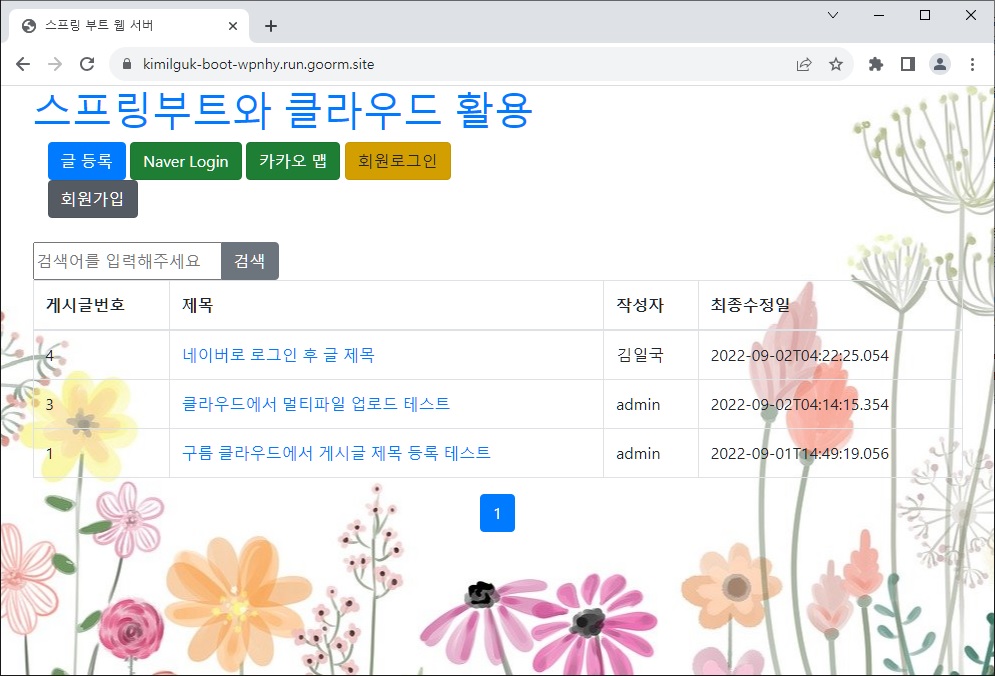 스프링 부트 웹 서버
kimilguk-boot-wpnhy.run.goorm.site
스프링부트와 클라우드 활용
글 등록 Naver Login 카카오 맵 회원로그인
회원가입
검색어를 입력해주세요 검색
게시글번호 제목 작성자 최종수정일
4 네이버로 로그인 후 글 제목 김일국 2022-09-02T04:22:25.054
3 클라우드에서 멀티파일 업로드 테스트 admin 2022-09-02T04:14:15.354
1 구름 클라우드에서 게시글 제목 등록 테스트 admin 2022-09-01T14:49:19.056
1